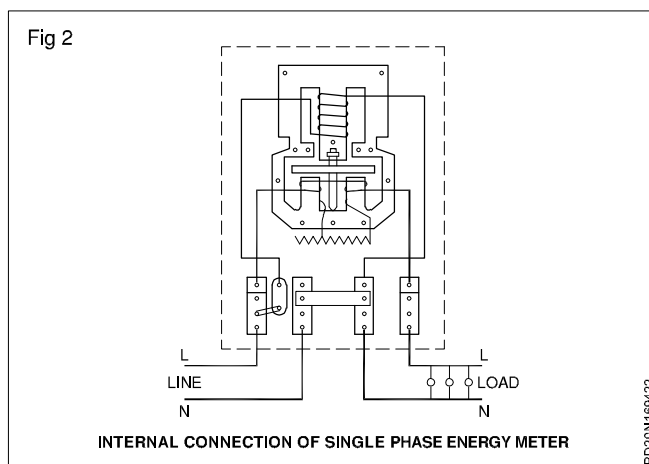 Fig 2
L
LINE
N
L
LOAD
N
INTERNAL CONNECTION OF SINGLE PHASE ENERGY METER